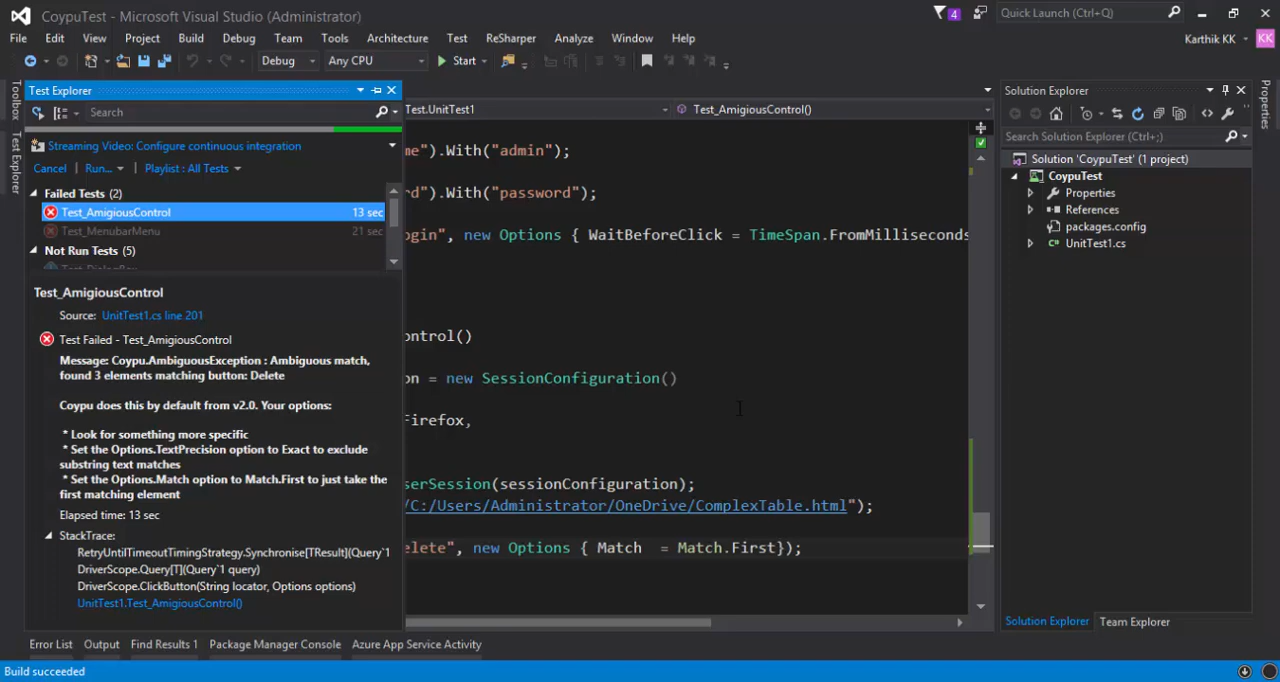 CoypuTest - Microsoft Visual Studio (Administrator)
4
Quick Launch (Ctrl+Q)
File Edit View Project Build Debug Team Tools Architecture Test ReSharper Analyze Window Help
Karthik KK
KK
Debug
Any CPU
Start
Toolbox
Test Explorer
Test Explorer
Search
Streaming Video: Configure continuous integration
Cancel Run... Playlist : All Tests
Failed Tests (2)
Test_AmigiousControl 13 sec
Test_MenubarMenu 21 sec
Not Run Tests (5)
Test_DialogBox
Test_AmigiousControl
Source: UnitTest1.cs line 201
Test Failed - Test_AmigiousControl
Message: Coypu.AmbiguousException : Ambiguous match,
found 3 elements matching button: Delete
Coypu does this by default from v2.0. Your options:
* Look for something more specific
* Set the Options.TextPrecision option to Exact to exclude
substring text matches
* Set the Options.Match option to Match.First to just take the
first matching element
Elapsed time: 13 sec
StackTrace:
RetryUntilTimeoutTimingStrategy.Synchronise[TResult](Query`1
DriverScope.Query[T](Query`1 query)
DriverScope.ClickButton(String locator, Options options)
UnitTest1.Test_AmigiousControl()
Test.UnitTest1
Test_AmigiousControl()
me").With("admin");
rd").With("password");
ogin", new Options { WaitBeforeClick = TimeSpan.FromMilliseconds
ontrol()
on = new SessionConfiguration()
Firefox,
serSession(sessionConfiguration);
/C:/Users/Administrator/OneDrive/ComplexTable.html");
elete", new Options { Match  = Match.First});
Solution Explorer
Search Solution Explorer (Ctrl+;)
Solution 'CoypuTest' (1 project)
CoypuTest
Properties
References
packages.config
UnitTest1.cs
Solution Explorer Team Explorer
Properties
Error List Output Find Results 1 Package Manager Console Azure App Service Activity
Build succeeded